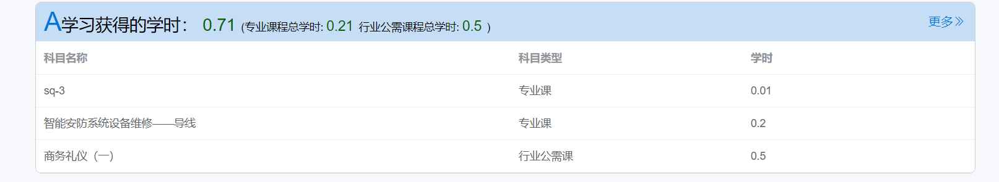 A学习获得的学时： 0.71 (专业课程总学时: 0.21 行业公需课程总学时: 0.5 )
更多
科目名称 科目类型 学时
sq-3 专业课 0.01
智能安防系统设备维修——导线 专业课 0.2
商务礼仪（一） 行业公需课 0.5